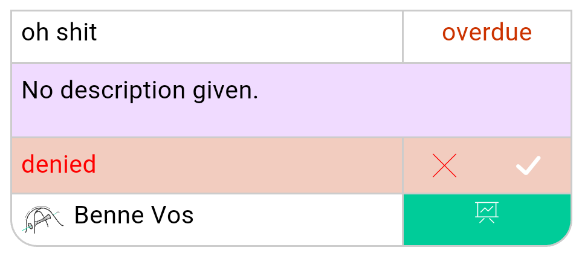 oh shit
overdue
No description given.
denied
Benne Vos